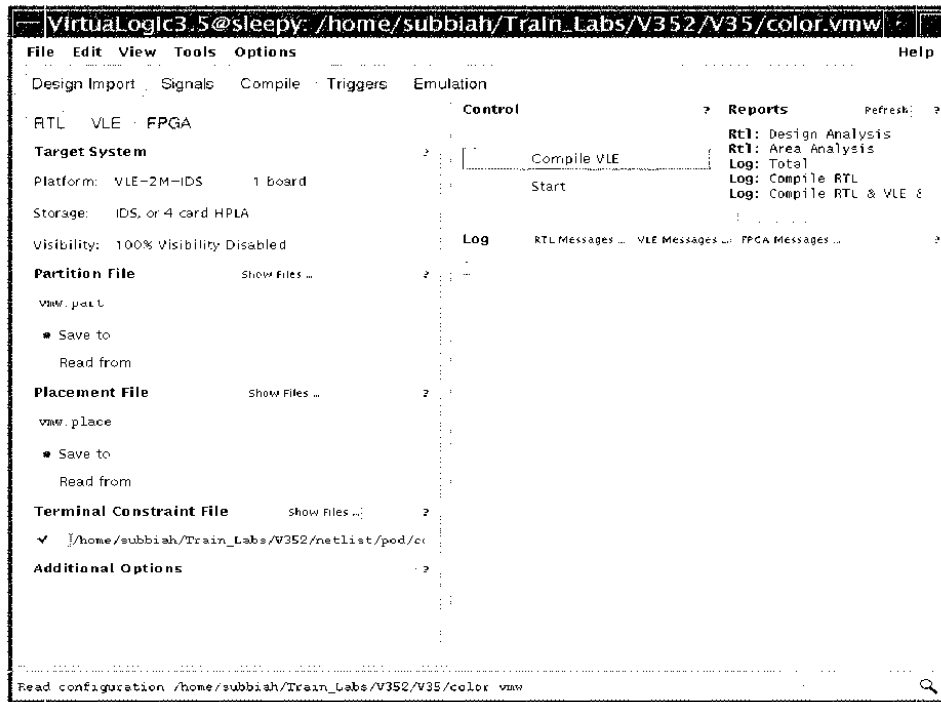 VirtuaLogic3.5@sleepy: /home/subbiah/Train_Labs/V352/V35/color.vmw
File Edit View Tools Options Help
Design Import Signals Compile Triggers Emulation
RTL VLE FPGA
Target System ?
Platform: VLE-2M-IDS 1 board
Storage: IDS, or 4 card HPLA
Visibility: 100% Visibility Disabled
Partition File Show Files ... ?
vmw.part
Save to
Read from
Placement File Show Files ... ?
vmw.place
Save to
Read from
Terminal Constraint File Show Files ... ?
/home/subbiah/Train_Labs/V352/netlist/pod/co
Additional Options ?
Control ?
Compile VLE
Start
Reports Refresh ?
Rtl: Design Analysis
Rtl: Area Analysis
Log: Total
Log: Compile RTL
Log: Compile RTL & VLE &
Log RTL Messages ... VLE Messages ... FPGA Messages ... ?
Read configuration /home/subbiah/Train_Labs/V352/V35/color vmw